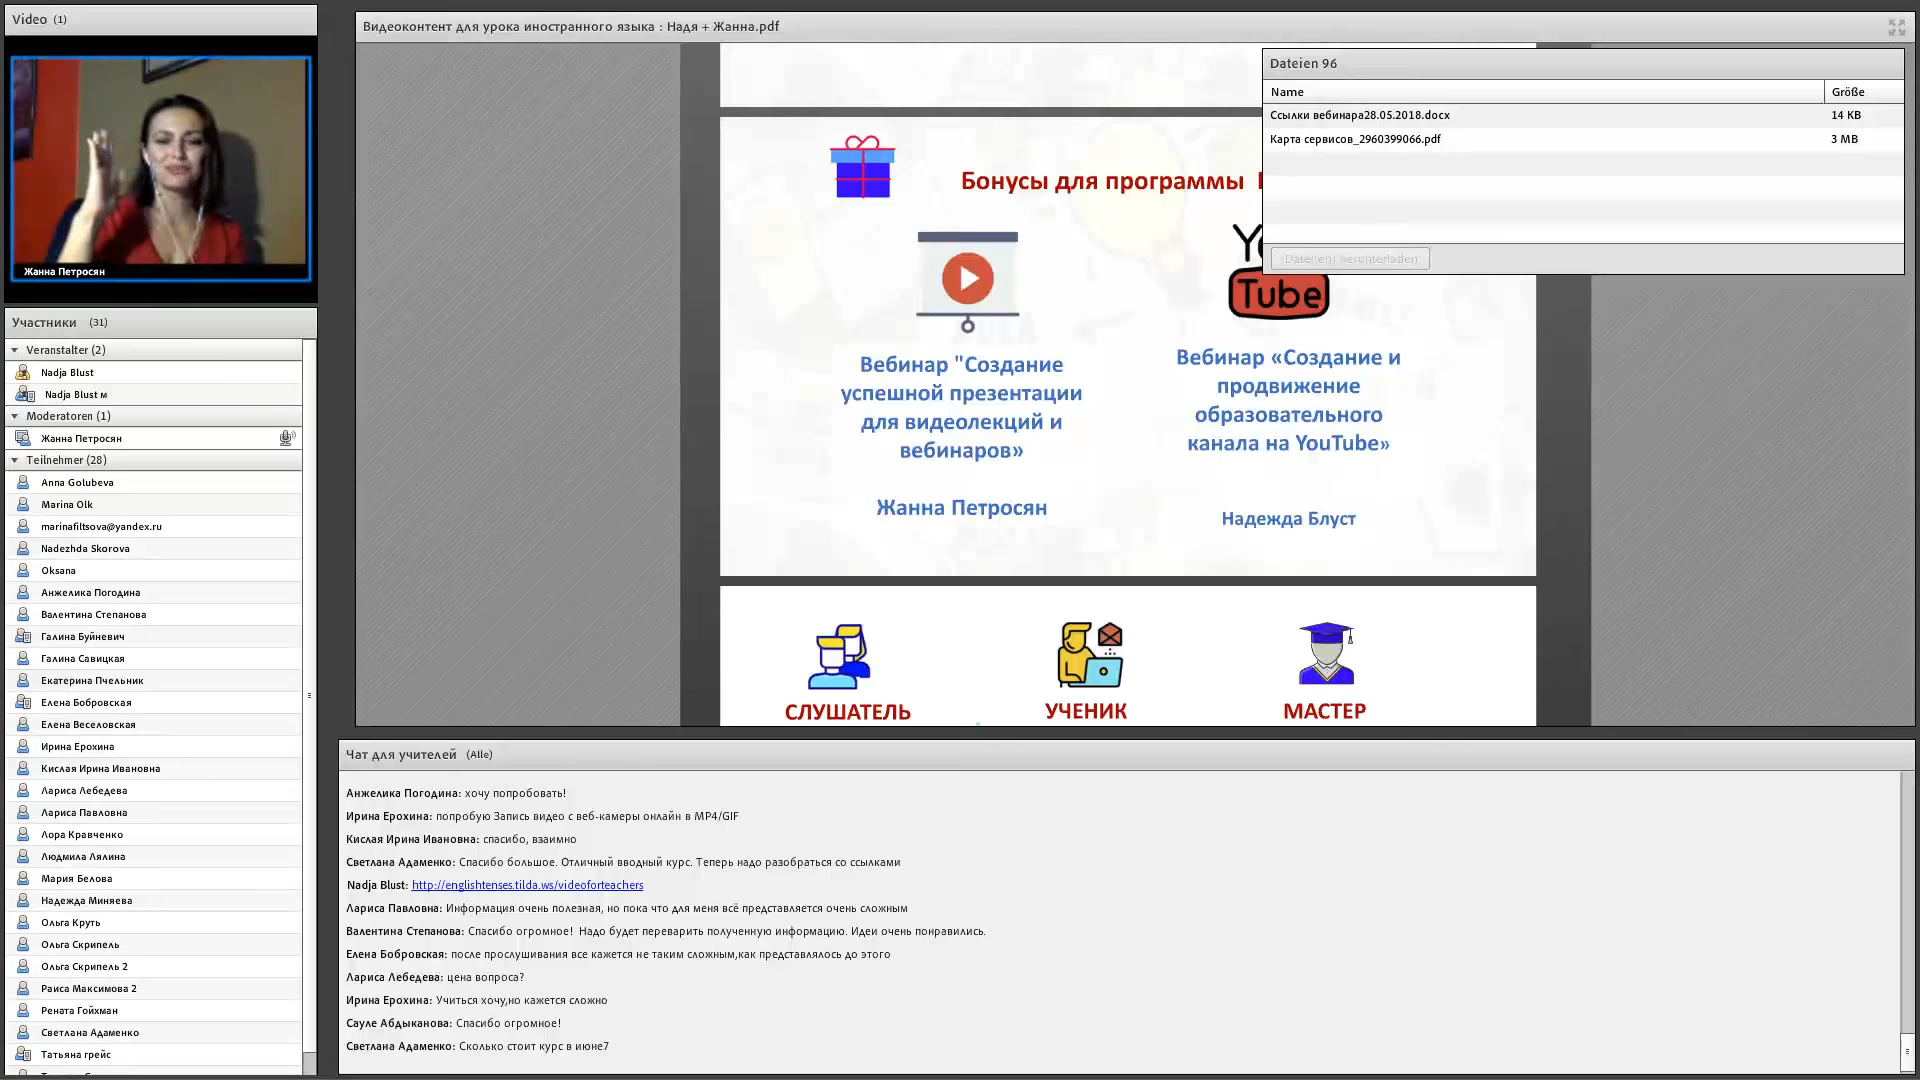 Video (1)
Жанна Петросян
Участники (31)
Veranstalter (2)
Nadja Blust
Nadja Blust м
Moderatoren (1)
Жанна Петросян
Teilnehmer (28)
Anna Golubeva
Marina Olk
marinafiltsova@yandex.ru
Nadezhda Skorova
Oksana
Анжелика Погодина
Валентина Степанова
Галина Буйневич
Галина Савицкая
Екатерина Пчельник
Елена Бобровская
Елена Веселовская
Ирина Ерохина
Кислая Ирина Ивановна
Лариса Лебедева
Лариса Павловна
Лора Кравченко
Людмила Лялина
Мария Белова
Надежда Миняева
Ольга Круть
Ольга Скрипель
Ольга Скрипель 2
Раиса Максимова 2
Рената Гойхман
Светлана Адаменко
Татьяна грейс
Видеоконтент для урока иностранного языка : Надя + Жанна.pdf
Бонусы для программы
Tube
Вебинар "Создание
успешной презентации
для видеолекций и
вебинаров»
Жанна Петросян
Вебинар «Создание и
продвижение
образовательного
канала на YouTube»
Надежда Блуст
СЛУШАТЕЛЬ
УЧЕНИК
МАСТЕР
Dateien 96
Name Größe
Ссылки вебинара28.05.2018.docx 14 KB
Карта сервисов_2960399066.pdf 3 MB
Datei(en) herunterladen
Чат для учителей (Alle)
Анжелика Погодина: хочу попробовать!
Ирина Ерохина: попробую Запись видео с веб-камеры онлайн в MP4/GIF
Кислая Ирина Ивановна: спасибо, взаимно
Светлана Адаменко: Спасибо большое. Отличный вводный курс. Теперь надо разобраться со ссылками
Nadja Blust: http://englishtenses.tilda.ws/videoforteachers
Лариса Павловна: Информация очень полезная, но пока что для меня всё представляется очень сложным
Валентина Степанова: Спасибо огромное! Надо будет переварить полученную информацию. Идеи очень понравились.
Елена Бобровская: после прослушивания все кажется не таким сложным,как представлялось до этого
Лариса Лебедева: цена вопроса?
Ирина Ерохина: Учиться хочу,но кажется сложно
Сауле Абдыканова: Спасибо огромное!
Светлана Адаменко: Сколько стоит курс в июне7